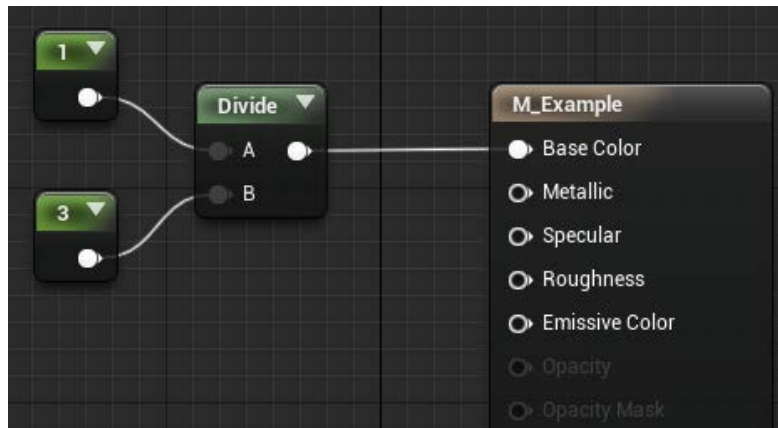 1
3
Divide
A
B
M_Example
Base Color
Metallic
Specular
Roughness
Emissive Color
Opacity
Opacity Mask